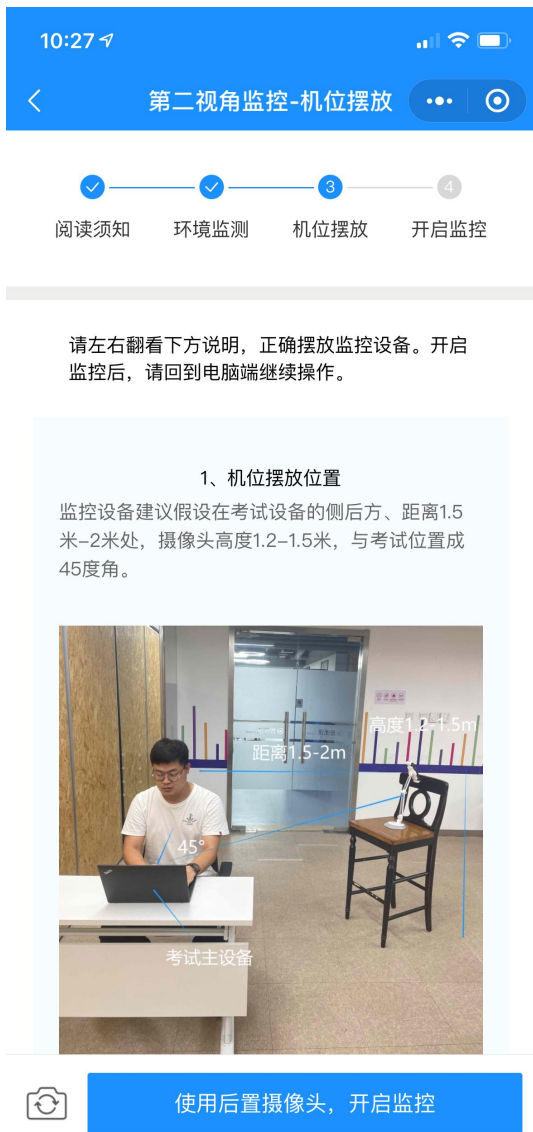 10:27
第二视角监控-机位摆放
3
4
阅读须知
环境监测
机位摆放
开启监控
请左右翻看下方说明，正确摆放监控设备。开启
监控后，请回到电脑端继续操作。
1、机位摆放位置
监控设备建议假设在考试设备的侧后方、距离1.5
米-2米处，摄像头高度1.2-1.5米，与考试位置成
45度角。
高度1.2-1.5m
距离1.5-2m
45°
考试主设备
使用后置摄像头，开启监控